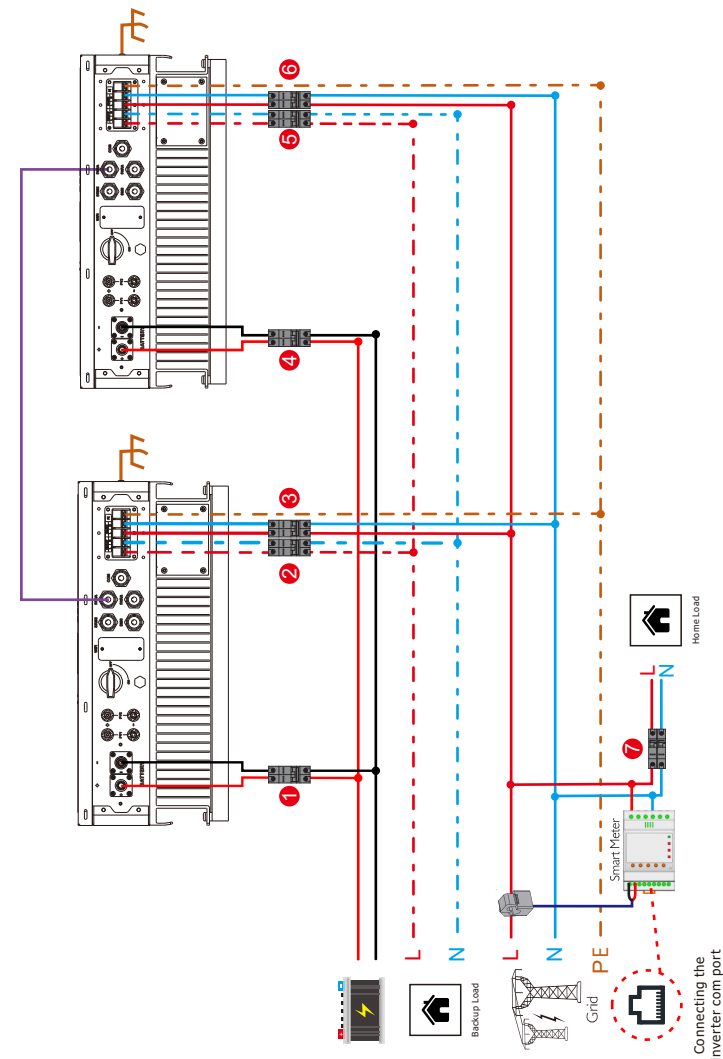 6
5
BATTERY
4
3
2
BATTERY
1
Home Load
L
N
7
Smart Meter
L
N
L
N
PE
Backup Load
Grid
Connecting the
nverter com port